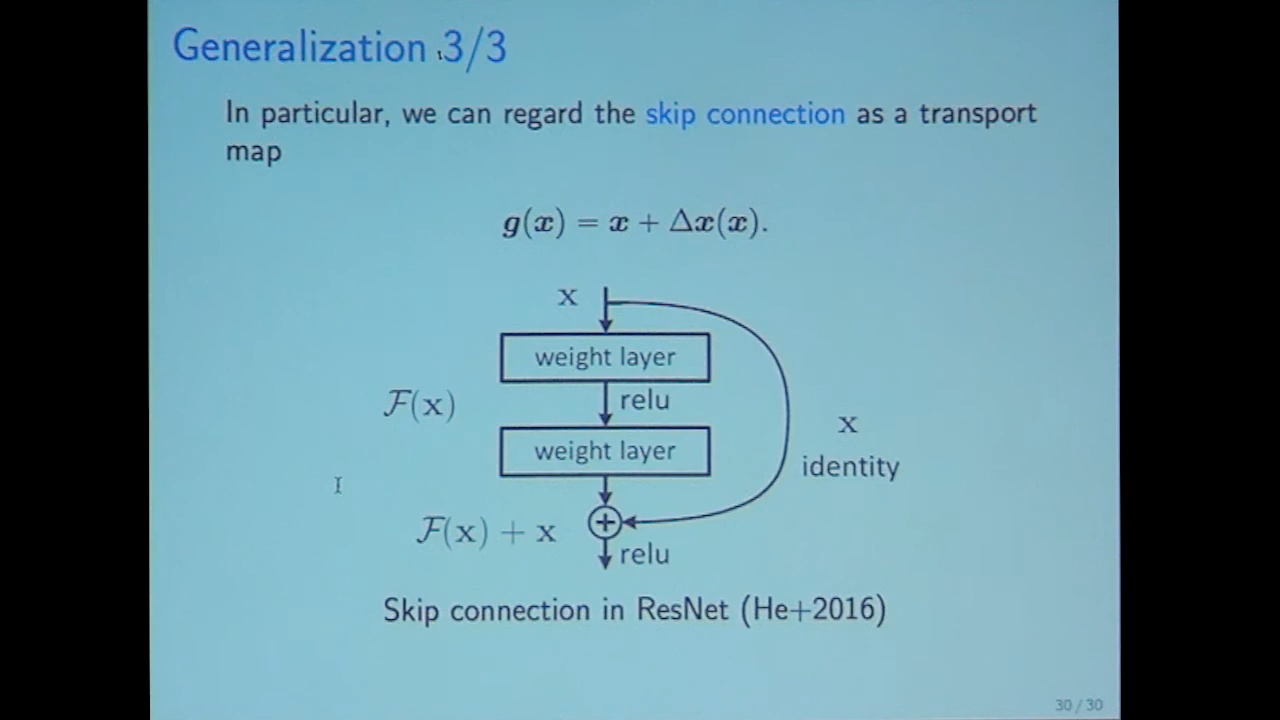 Generalization 3/3
In particular, we can regard the skip connection as a transport
map
g(x) = x + Δx(x).
x
weight layer
F(x)
relu
x
weight layer
identity
F(x) + x
+
relu
Skip connection in ResNet (He+2016)
30 / 30